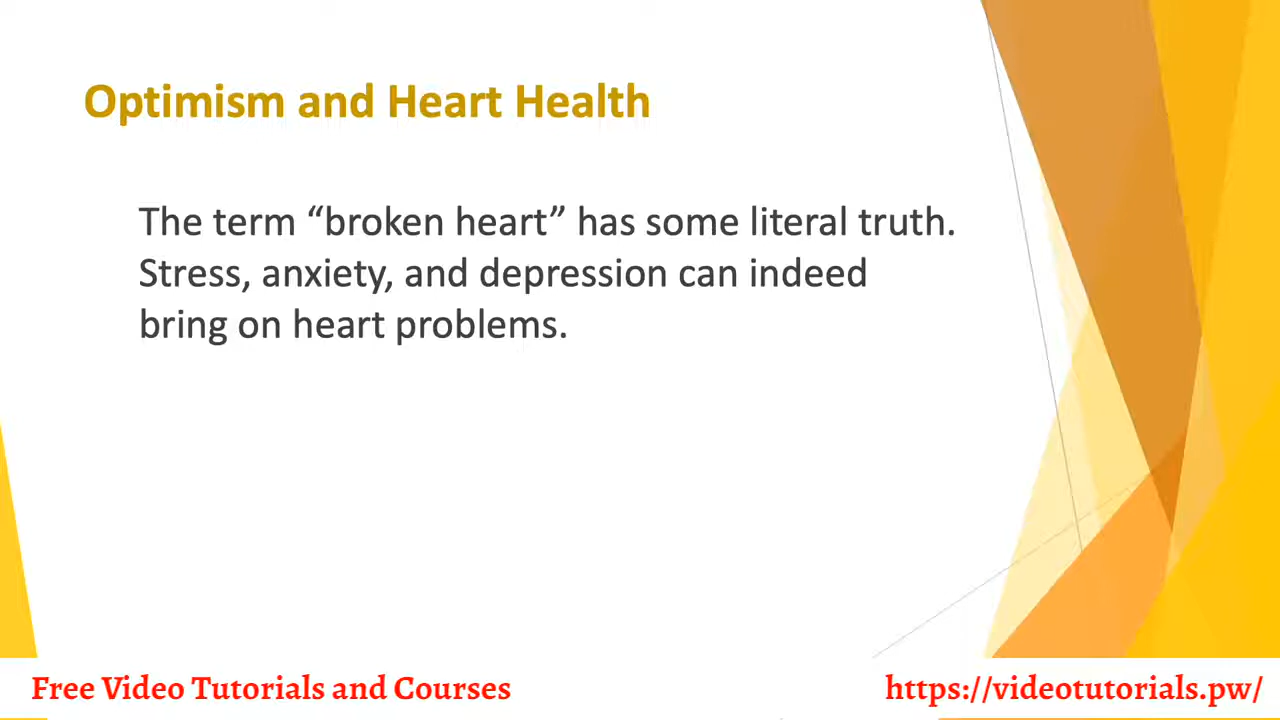 Optimism and Heart Health
The term “broken heart” has some literal truth.
Stress, anxiety, and depression can indeed
bring on heart problems.
Free Video Tutorials and Courses
https://videotutorials.pw/